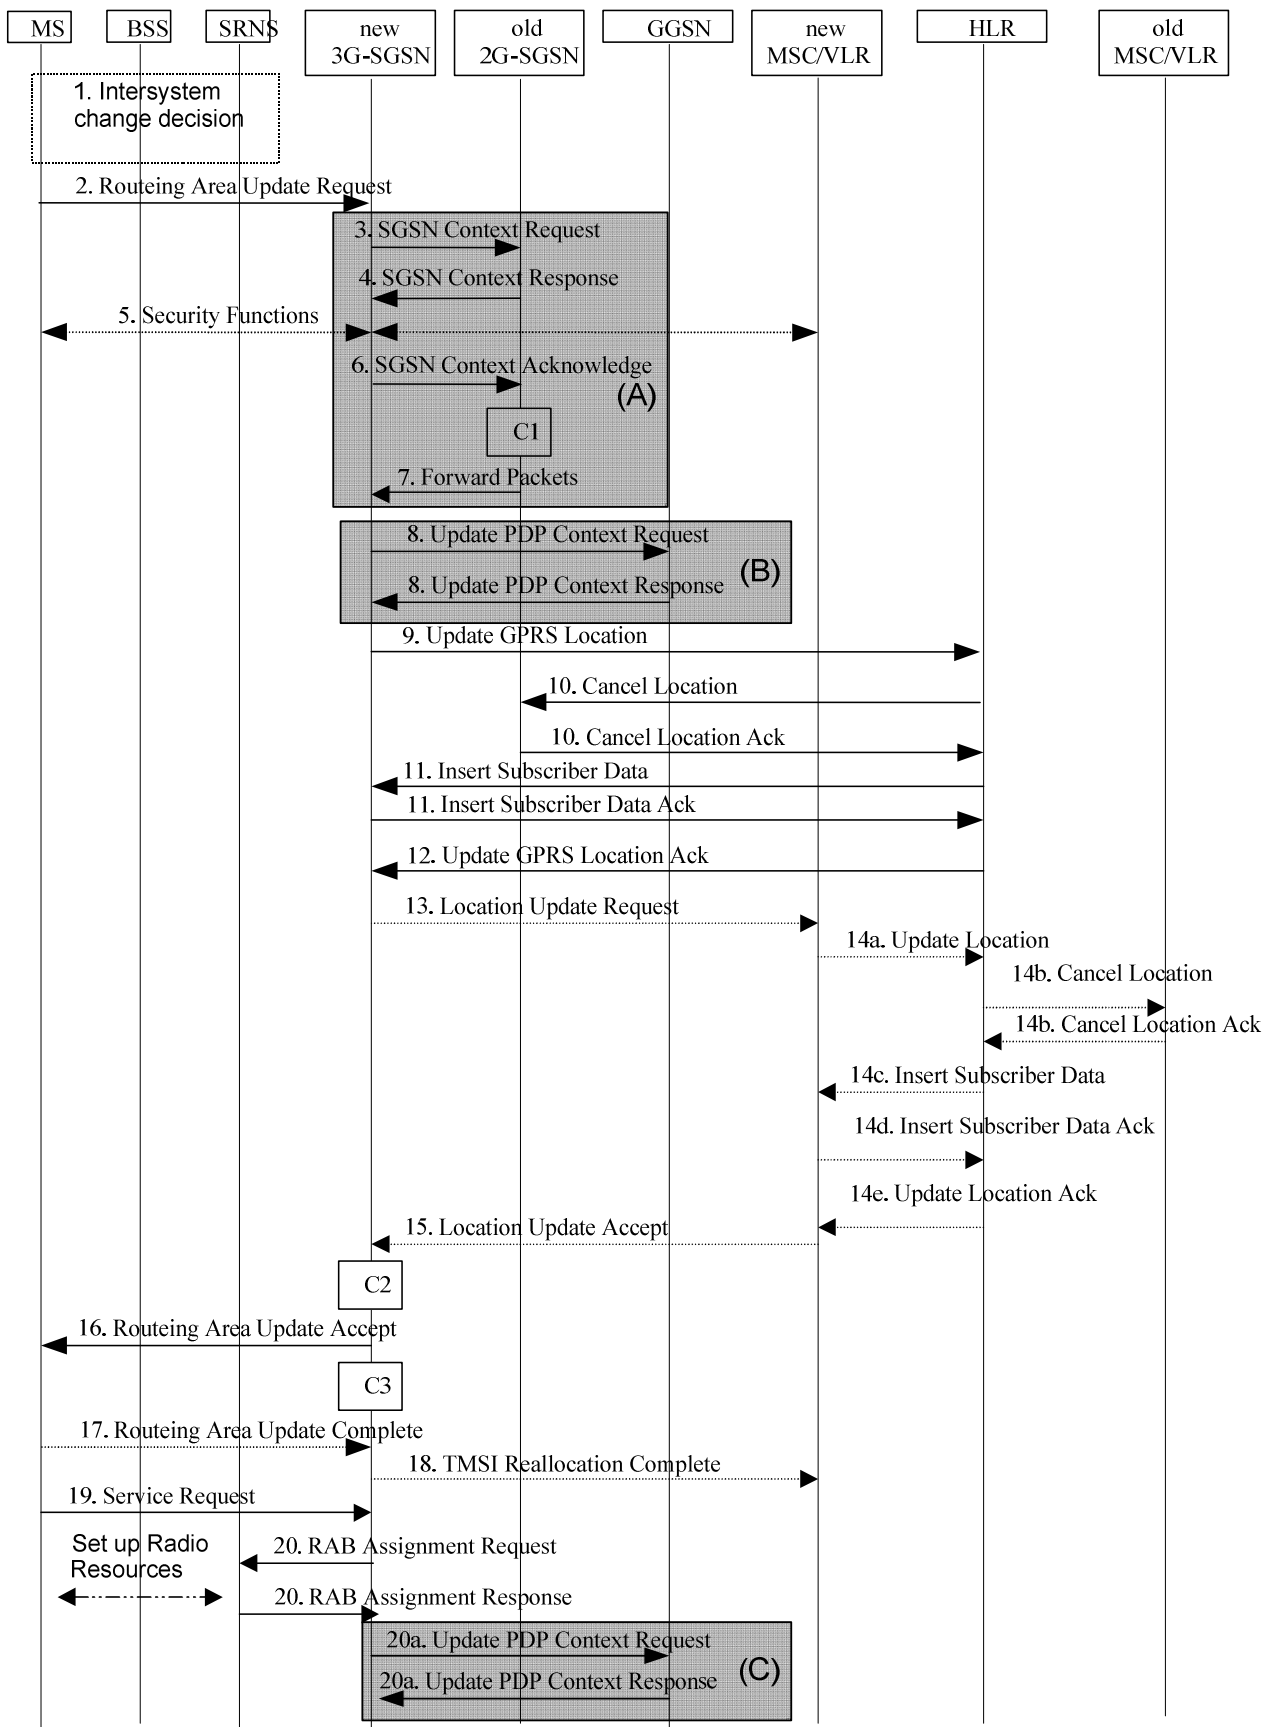 MS
BSS
SRNS
new
3G-SGSN
old
2G-SGSN
GGSN
new
MSC/VLR
HLR
old
MSC/VLR
1. Intersystem
change decision
2. Routeing Area Update Request
3. SGSN Context Request
4. SGSN Context Response
5. Security Functions
6. SGSN Context Acknowledge
(A)
C1
7. Forward Packets
8. Update PDP Context Request
(B)
8. Update PDP Context Response
9. Update GPRS Location
10. Cancel Location
10. Cancel Location Ack
11. Insert Subscriber Data
11. Insert Subscriber Data Ack
12. Update GPRS Location Ack
13. Location Update Request
14a. Update Location
14b. Cancel Location
14b. Cancel Location Ack
14c. Insert Subscriber Data
14d. Insert Subscriber Data Ack
14e. Update Location Ack
15. Location Update Accept
C2
16. Routeing Area Update Accept
C3
17. Routeing Area Update Complete
18. TMSI Reallocation Complete
19. Service Request
Set up Radio
Resources
20. RAB Assignment Request
20. RAB Assignment Response
20a. Update PDP Context Request
(C)
20a. Update PDP Context Response